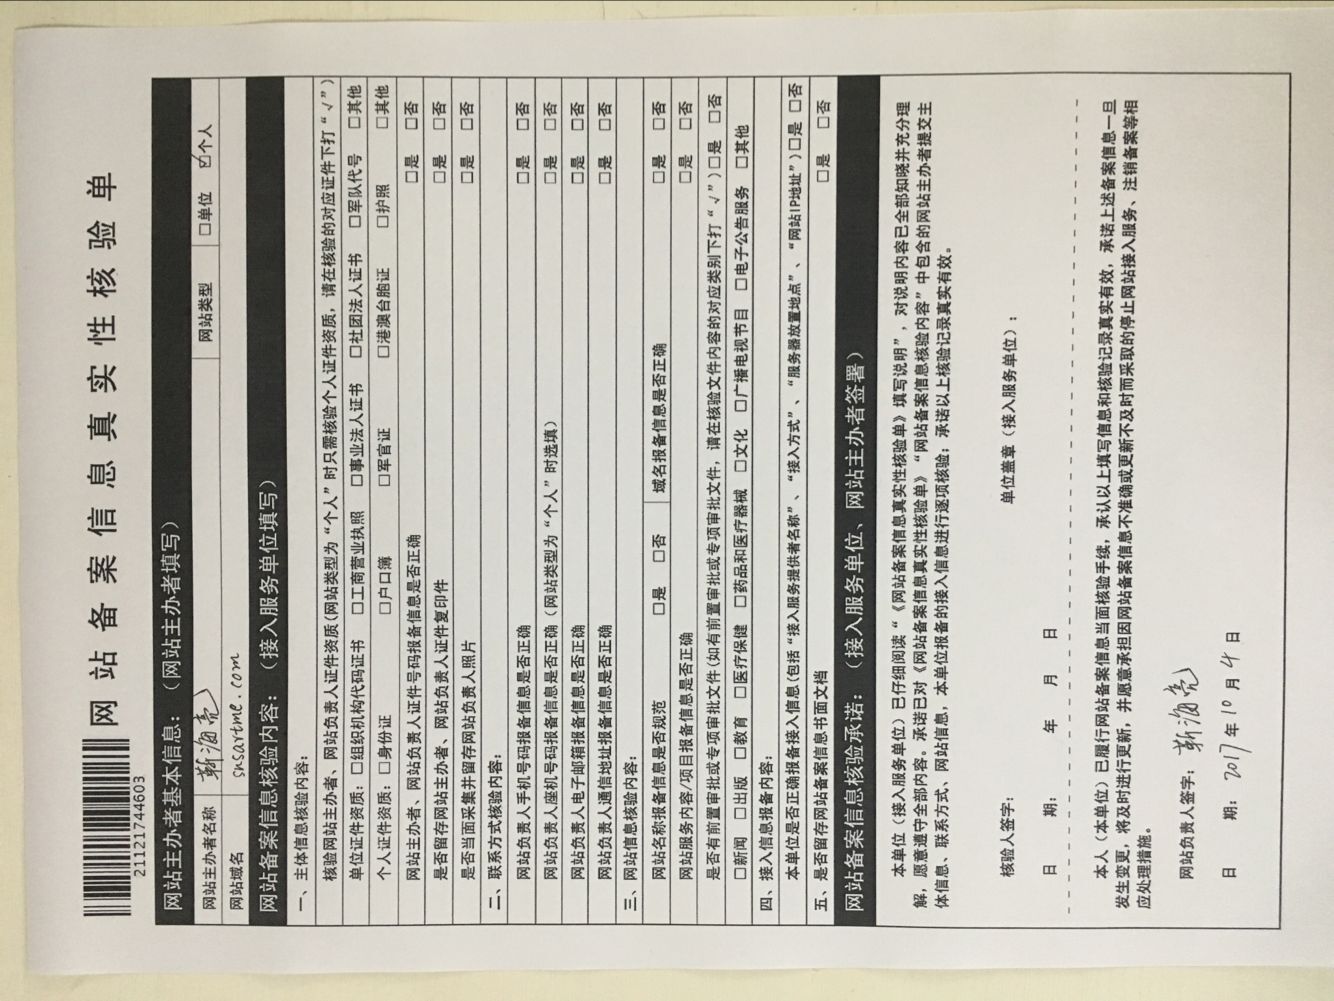 网站备案信息真实性核验单
21121744603
网站主办者基本信息：（网站主办者填写）
网站主办者名称 靳海亮 网站类型 □单位 ☑个人
网站域名 snsartme.com
网站备案信息核验内容：（接入服务单位填写）
一、主体信息核验内容：
核验网站主办者、网站负责人证件资质(网站类型为“个人”时只需核验个人证件资质，请在核验的对应证件下打“√”)
单位证件资质：□组织机构代码证书 □工商营业执照 □事业法人证书 □社团法人证书 □军队代号 □其他
个人证件资质：□身份证 □户口簿 □军官证 □港澳台胞证 □护照 □其他
网站主办者、网站负责人证件号码报备信息是否正确 □是 □否
是否留存网站主办者、网站负责人证件复印件 □是 □否
是否当面采集并留存网站负责人照片 □是 □否
二、联系方式核验内容：
网站负责人手机号码报备信息是否正确 □是 □否
网站负责人座机号码报备信息是否正确（网站类型为“个人”时选填） □是 □否
网站负责人电子邮箱报备信息是否正确 □是 □否
网站负责人通信地址报备信息是否正确 □是 □否
三、网站信息核验内容：
网站名称报备信息是否规范 □是 □否 域名报备信息是否正确 □是 □否
网站服务内容/项目报备信息是否正确 □是 □否
是否有前置审批或专项审批文件(如有前置审批或专项审批文件，请在核验文件内容的对应类别下打“√”)□是 □否
□新闻 □出版 □教育 □医疗保健 □药品和医疗器械 □文化 □广播电视节目 □电子公告服务 □其他
四、接入信息报备内容：
本单位是否正确报备接入信息(包括“接入服务提供者名称”、“接入方式”、“服务器放置地点”、“网站IP地址”)□是 □否
五、是否留存网站备案信息书面文档 □是 □否
网站备案信息核验承诺：（接入服务单位、网站主办者签署）
本单位（接入服务单位）已仔细阅读“《网站备案信息真实性核验单》填写说明”，对说明内容已全部知晓并充分理
解，愿意遵守全部内容。承诺已对《网站备案信息真实性核验单》“网站备案信息核验内容”中包含的网站主办者提交主
体信息、联系方式、网站信息，本单位报备的接入信息进行逐项核验；承诺以上核验记录真实有效。
核验人签字： 单位盖章（接入服务单位）：
日 期： 年 月 日
本人（本单位）已履行网站备案信息当面核验手续，承认以上填写信息和核验记录真实有效，承诺上述备案信息一旦
发生变更，将及时进行更新，并愿意承担因网站备案信息不准确或更新不及时而采取的停止网站接入服务、注销备案等相
应处理措施。
网站负责人签字：靳海亮
日 期：2017年10月4日